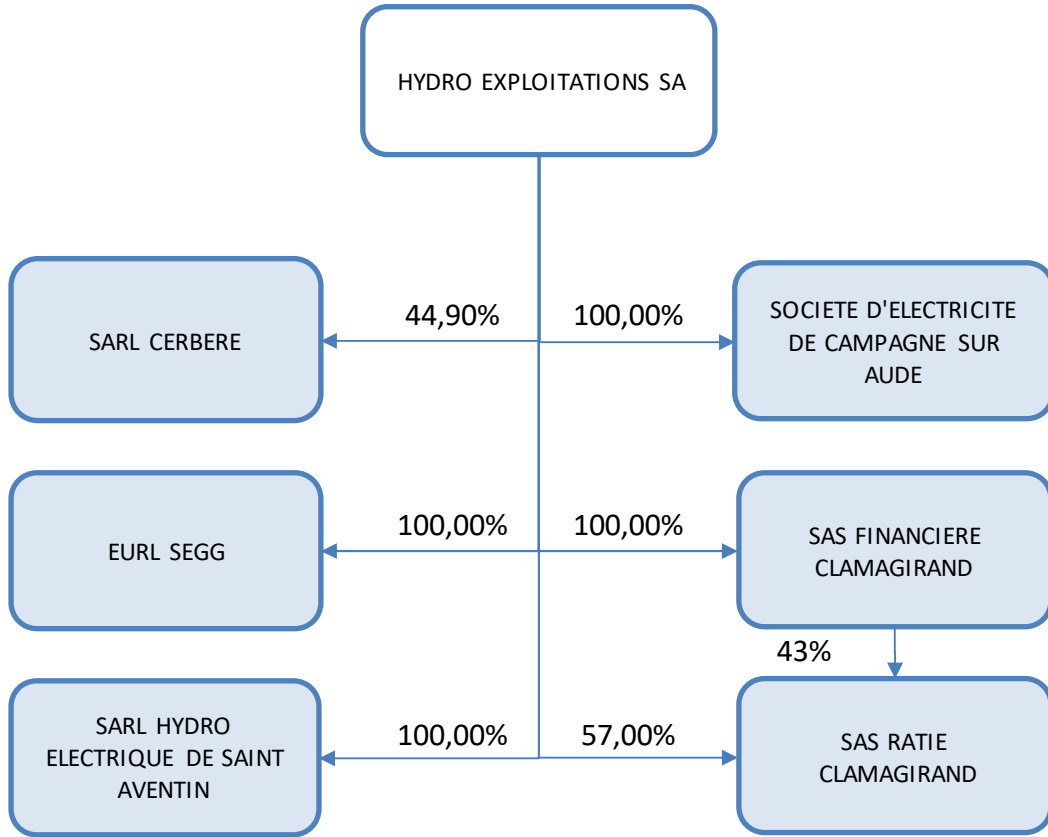 HYDRO EXPLOITATIONS SA
SARL CERBERE
44,90%
100,00%
SOCIETE D'ELECTRICITE
DE CAMPAGNE SUR
AUDE
EURL SEGG
100,00%
100,00%
SAS FINANCIERE
CLAMAGIRAND
43%
SARL HYDRO
ELECTRIQUE DE SAINT
AVENTIN
100,00%
57,00%
SAS RATIE
CLAMAGIRAND